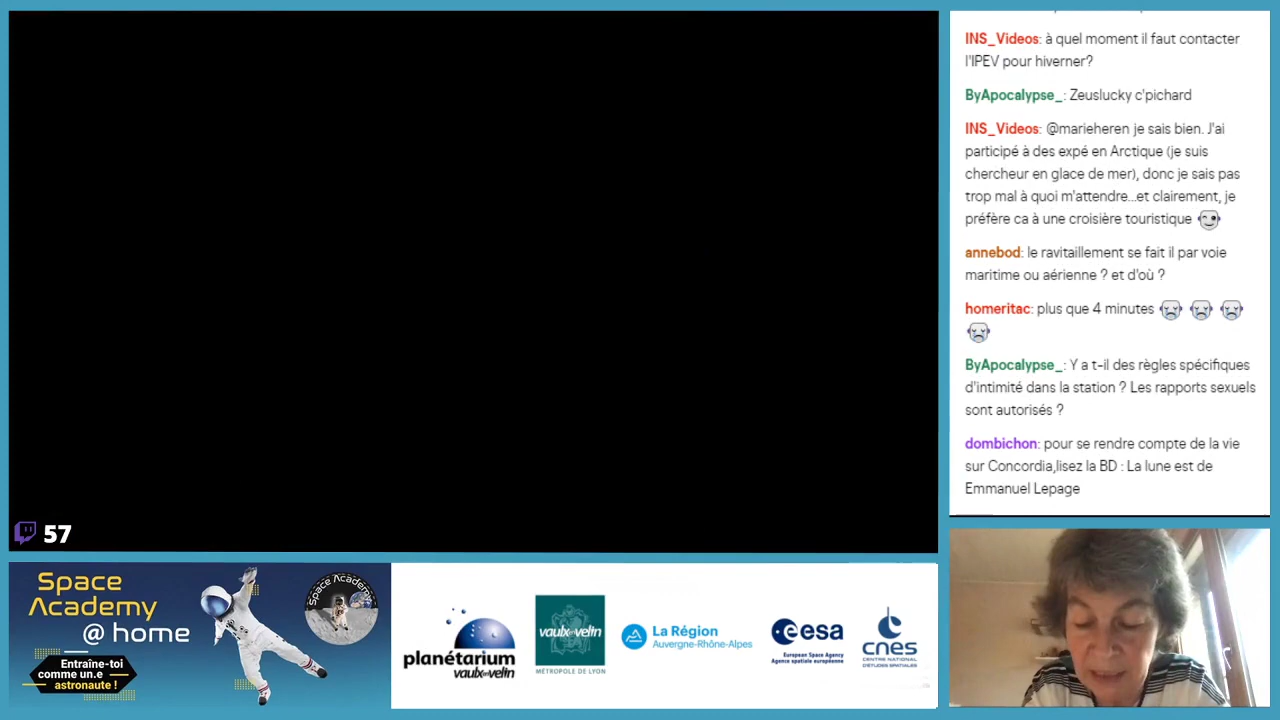 INS_Videos: à quel moment il faut contacter
l'IPEV pour hiverner?
ByApocalypse_: Zeuslucky c'pichard
INS_Videos: @marieheren je sais bien. J'ai
participé à des expé en Arctique (je suis
chercheur en glace de mer), donc je sais pas
trop mal à quoi m'attendre...et clairement, je
préfère ca à une croisière touristique
annebod: le ravitaillement se fait il par voie
maritime ou aérienne ? et d'où ?
homeritac: plus que 4 minutes
ByApocalypse_: Y a t-il des règles spécifiques
d'intimité dans la station ? Les rapports sexuels
sont autorisés ?
dombichon: pour se rendre compte de la vie
sur Concordia,lisez la BD : La lune est de
Emmanuel Lepage
57
Space
Academy
@ home
Entraîne-toi
comme un.e
astronaute !
Space Academy
planétarium
vaulx en velin
vaulx en velin
MÉTROPOLE DE LYON
La Région
Auvergne-Rhône-Alpes
esa
European Space Agency
Agence spatiale européenne
cnes
CENTRE NATIONAL
D'ÉTUDES SPATIALES